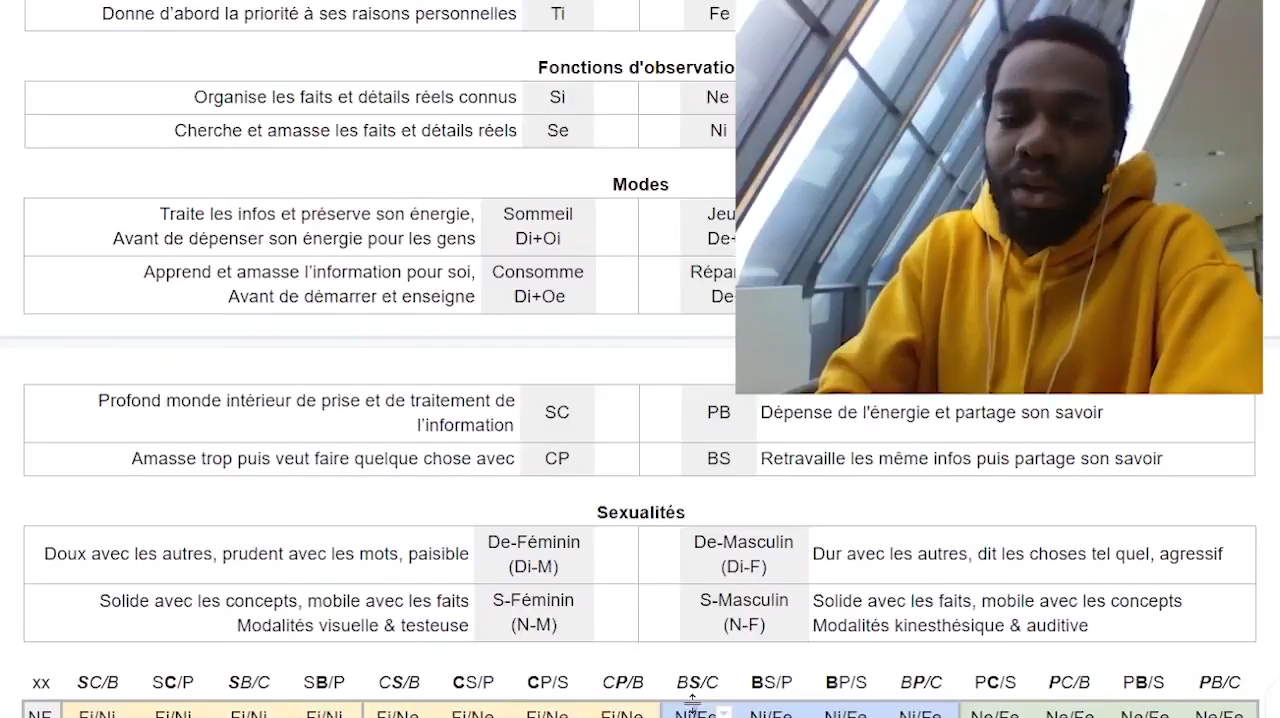 Donne d'abord la priorité à ses raisons personnelles Ti Fe
Fonctions d'observatio
Organise les faits et détails réels connus Si Ne
Cherche et amasse les faits et détails réels Se Ni
Modes
Traite les infos et préserve son énergie,
Avant de dépenser son énergie pour les gens
Sommeil
Di+Oi
Jeu
De-
Apprend et amasse l'information pour soi,
Avant de démarrer et enseigne
Consomme
Di+Oe
Répar
De-
Profond monde intérieur de prise et de traitement de
l'information
SC PB Dépense de l'énergie et partage son savoir
Amasse trop puis veut faire quelque chose avec CP BS Retravaille les même infos puis partage son savoir
Sexualités
Doux avec les autres, prudent avec les mots, paisible
De-Féminin
(Di-M)
De-Masculin
(Di-F)
Dur avec les autres, dit les choses tel quel, agressif
Solide avec les concepts, mobile avec les faits
Modalités visuelle & testeuse
S-Féminin
(N-M)
S-Masculin
(N-F)
Solide avec les faits, mobile avec les concepts
Modalités kinesthésique & auditive
xx SC/B SC/P SB/C SB/P CS/B CS/P CP/S CP/B BS/C BS/P BP/S BP/C PC/S PC/B PB/S PB/C